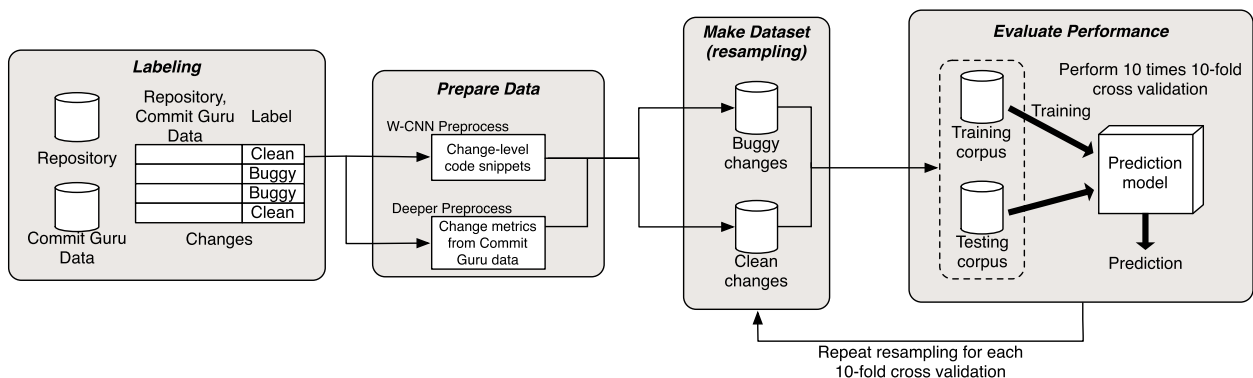 Labeling
Repository,
Commit Guru
Data
Label
Repository
Commit Guru
Data
Clean
Buggy
Buggy
Clean
Changes
Prepare Data
W-CNN Preprocess
Change-level
code snippets
Deeper Preprocess
Change metrics
from Commit
Guru data
Make Dataset
(resampling)
Buggy
changes
Clean
changes
Evaluate Performance
Perform 10 times 10-fold
cross validation
Training
Training
corpus
Prediction
model
Testing
corpus
Prediction
Repeat resampling for each
10-fold cross validation